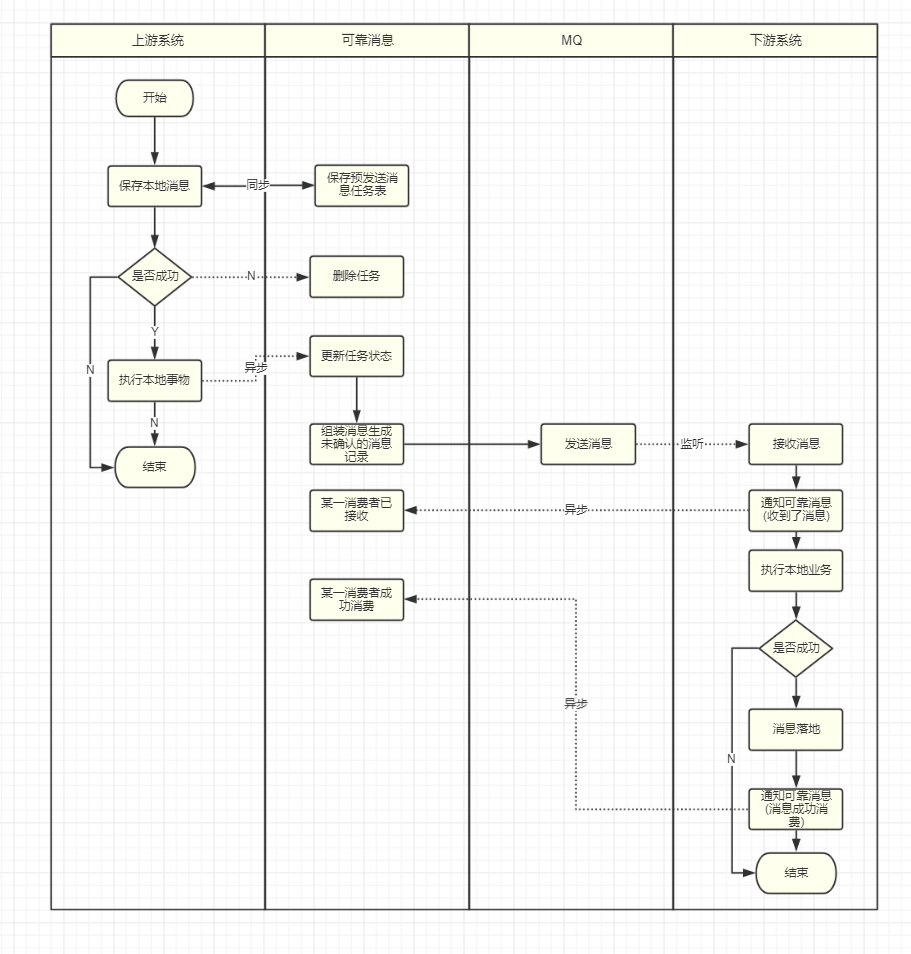 上游系统
可靠消息
MQ
下游系统
开始
保存本地消息
同步
保存预发送消
息任务表
是否成功
N
删除任务
Y
N
更新任务状态
异步
执行本地事物
N
组装消息生成
未确认的消息
记录
发送消息
监听
接收消息
结束
某一消费者已
接收
异步
通知可靠消息
(收到了消息)
执行本地业务
某一消费者成
功消费
是否成功
异步
消息落地
N
通知可靠消息
(消息成功消
费)
结束